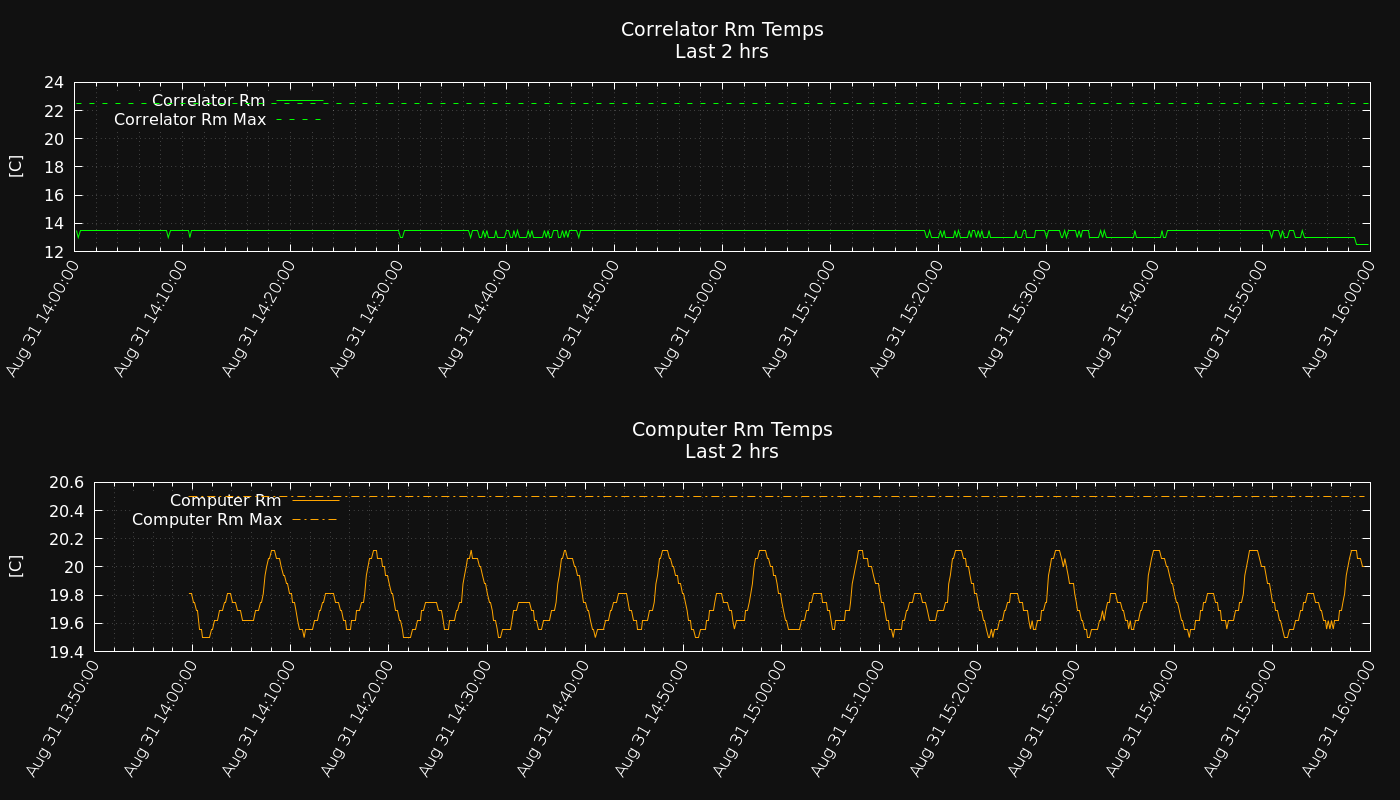 Correlator Rm Temps
Last 2 hrs
24
22
20
18
16
14
12
[C]
Correlator Rm
Correlator Rm Max
Aug 31 14:00:00
Aug 31 14:10:00
Aug 31 14:20:00
Aug 31 14:30:00
Aug 31 14:40:00
Aug 31 14:50:00
Aug 31 15:00:00
Aug 31 15:10:00
Aug 31 15:20:00
Aug 31 15:30:00
Aug 31 15:40:00
Aug 31 15:50:00
Aug 31 16:00:00
Computer Rm Temps
Last 2 hrs
20.6
20.4
20.2
20
19.8
19.6
19.4
[C]
Computer Rm
Computer Rm Max
Aug 31 13:50:00
Aug 31 14:00:00
Aug 31 14:10:00
Aug 31 14:20:00
Aug 31 14:30:00
Aug 31 14:40:00
Aug 31 14:50:00
Aug 31 15:00:00
Aug 31 15:10:00
Aug 31 15:20:00
Aug 31 15:30:00
Aug 31 15:40:00
Aug 31 15:50:00
Aug 31 16:00:00